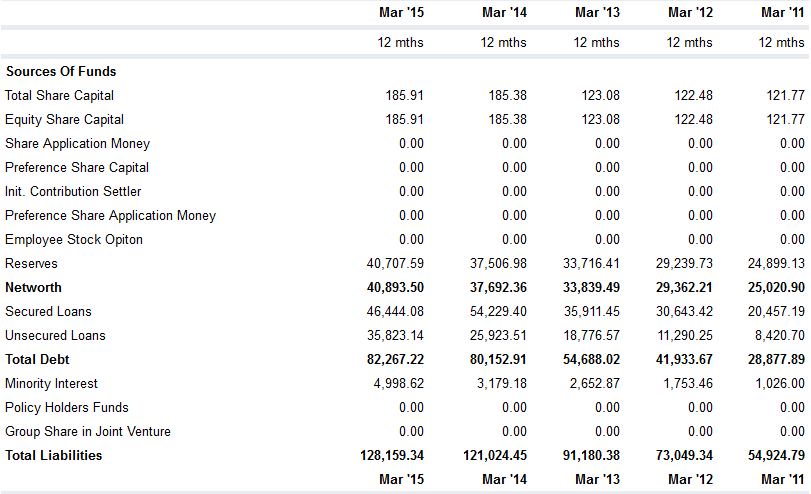 Mar '15 Mar '14 Mar '13 Mar '12 Mar '11
12 mths 12 mths 12 mths 12 mths 12 mths
Sources Of Funds
Total Share Capital 185.91 185.38 123.08 122.48 121.77
Equity Share Capital 185.91 185.38 123.08 122.48 121.77
Share Application Money 0.00 0.00 0.00 0.00 0.00
Preference Share Capital 0.00 0.00 0.00 0.00 0.00
Init. Contribution Settler 0.00 0.00 0.00 0.00 0.00
Preference Share Application Money 0.00 0.00 0.00 0.00 0.00
Employee Stock Opiton 0.00 0.00 0.00 0.00 0.00
Reserves 40,707.59 37,506.98 33,716.41 29,239.73 24,899.13
Networth 40,893.50 37,692.36 33,839.49 29,362.21 25,020.90
Secured Loans 46,444.08 54,229.40 35,911.45 30,643.42 20,457.19
Unsecured Loans 35,823.14 25,923.51 18,776.57 11,290.25 8,420.70
Total Debt 82,267.22 80,152.91 54,688.02 41,933.67 28,877.89
Minority Interest 4,998.62 3,179.18 2,652.87 1,753.46 1,026.00
Policy Holders Funds 0.00 0.00 0.00 0.00 0.00
Group Share in Joint Venture 0.00 0.00 0.00 0.00 0.00
Total Liabilities 128,159.34 121,024.45 91,180.38 73,049.34 54,924.79
Mar '15 Mar '14 Mar '13 Mar '12 Mar '11